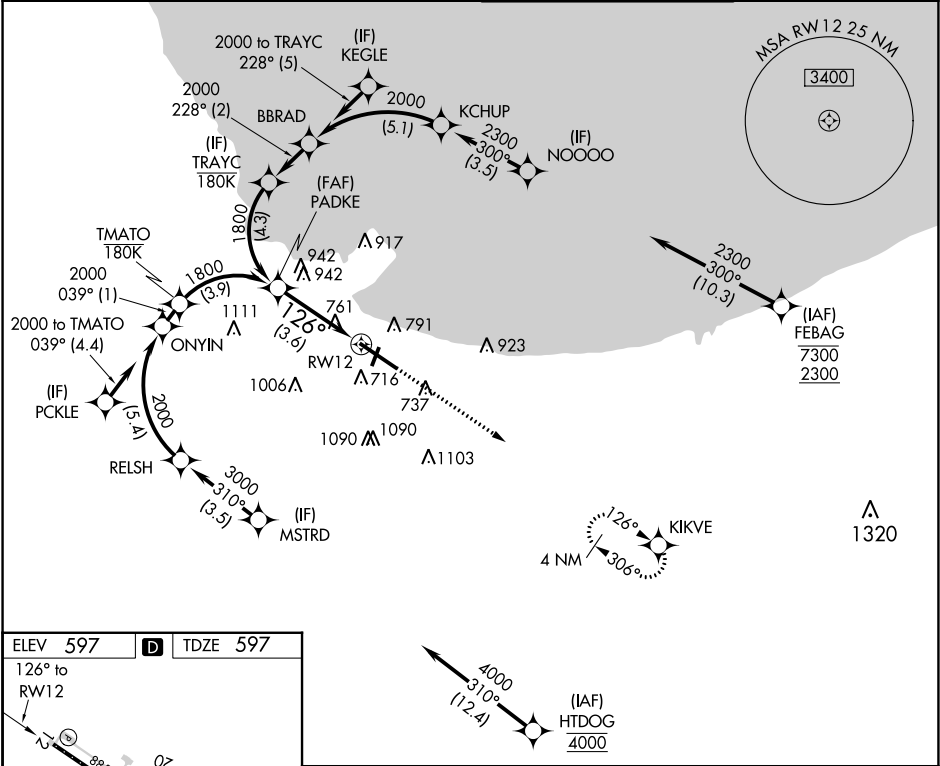 MSA RW12 25 NM
3400
2000 to TRAYC
228° (5)
(IF)
KEGLE
2000
228° (2)
BBRAD
2000
(5.1)
KCHUP
2300
300°
(3.5)
(IF)
NOOOO
(IF)
TRAYC
180K
(FAF)
PADKE
1800
(4.3)
917
942
942
TMATO
180K
2000
039° (1)
1800
(3.9)
2300
300°
(10.3)
(IAF)
FEBAG
7300
2300
2000 to TMATO
039° (4.4)
ONYIN
1111
126°
(3.6)
761
791
RW12
923
716
737
1006
(IF)
PCKLE
2000
(5.4)
1090
1090
1103
RELSH
3000
310°
(3.5)
(IF)
MSTRD
126°
KIKVE
4 NM
306°
1320
ELEV 597
D
TDZE 597
126° to
RW12
12
P
4000
310°
(12.4)
(IAF)
HTDOG
4000